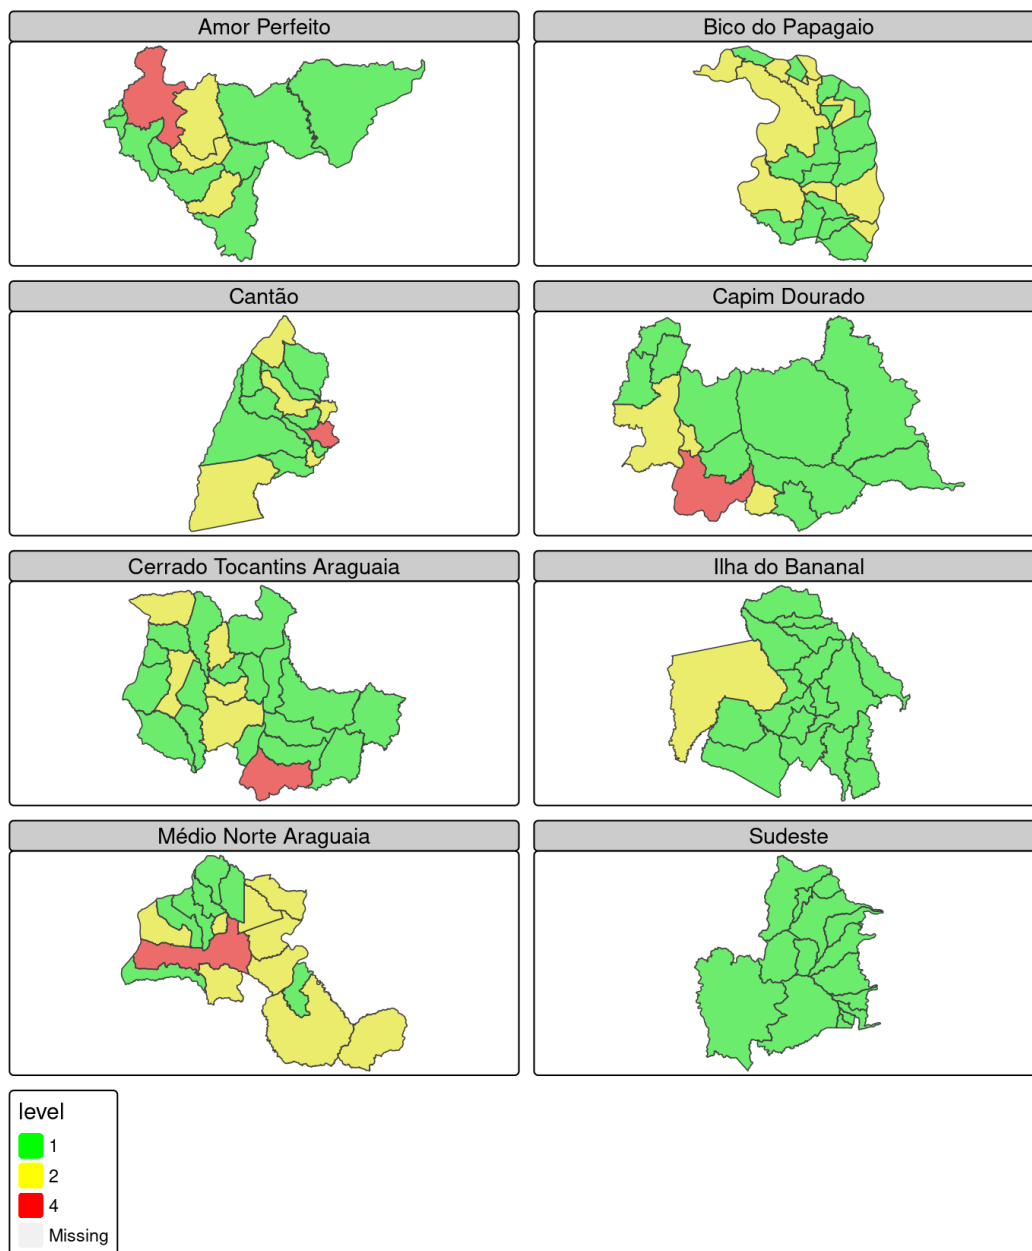 Amor Perfeito
Bico do Papagaio
Cantão
Capim Dourado
Cerrado Tocantins Araguaia
Ilha do Bananal
Médio Norte Araguaia
Sudeste
level
1
2
4
Missing